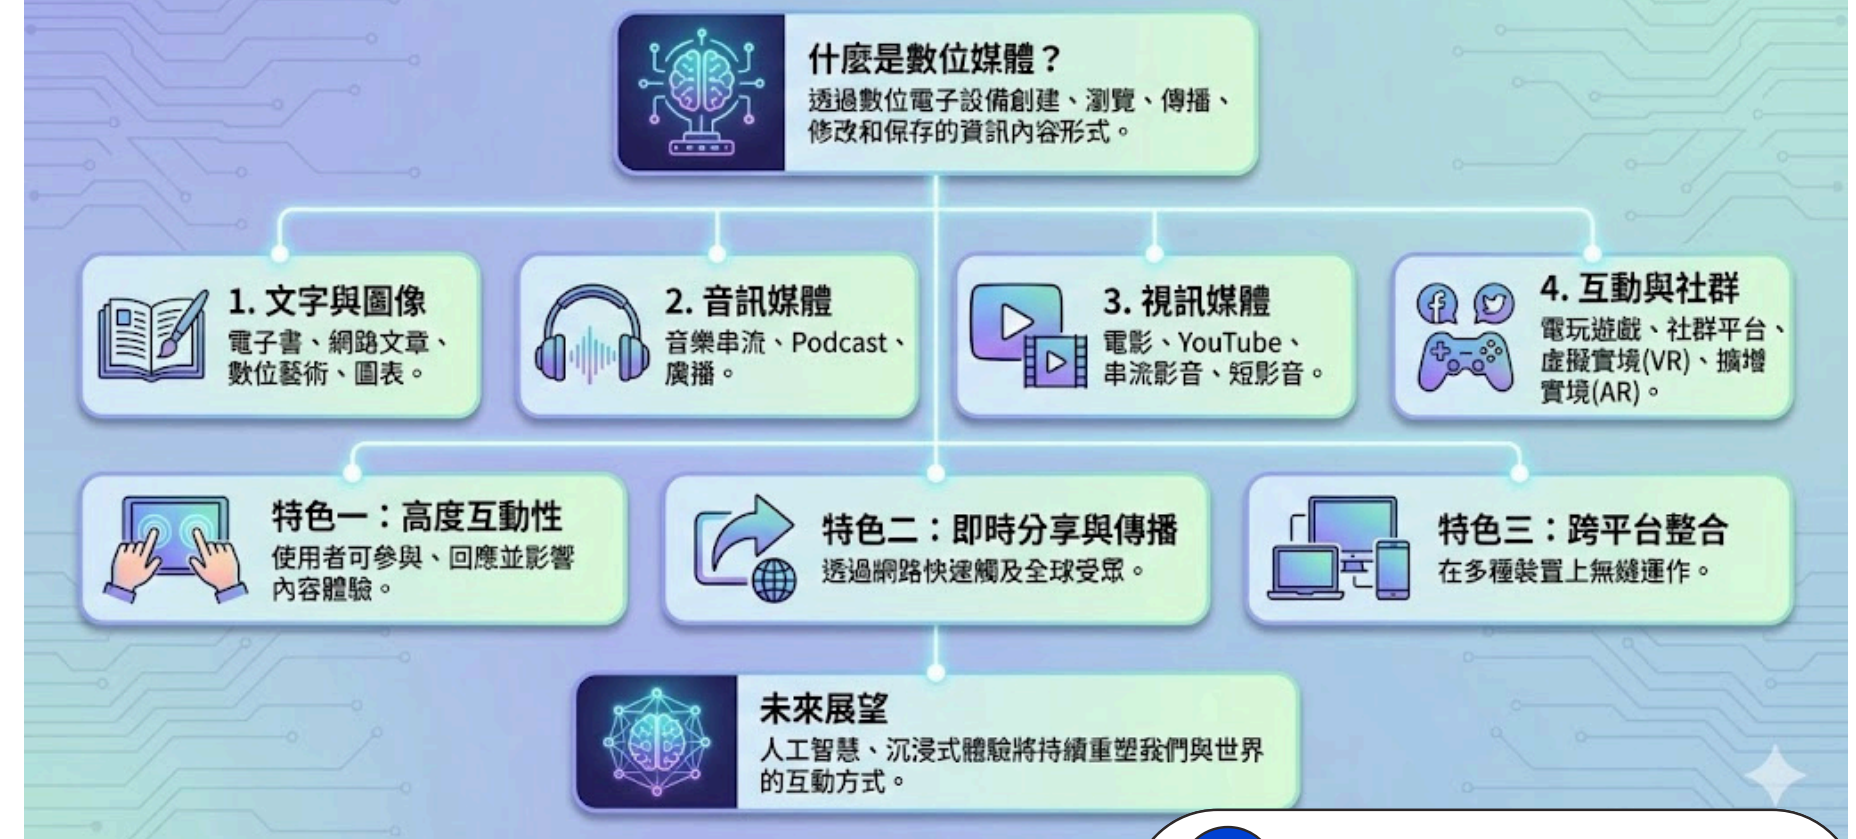 什麼是數位媒體？
透過數位電子設備創建、瀏覽、傳播、
修改和保存的資訊內容形式。
1. 文字與圖像
電子書、網路文章、
數位藝術、圖表。
2. 音訊媒體
音樂串流、Podcast、
廣播。
3. 視訊媒體
電影、YouTube、
串流影音、短影音。
4. 互動與社群
電玩遊戲、社群平台、
虛擬實境(VR)、擴增
實境(AR)。
特色一：高度互動性
使用者可參與、回應並影響
內容體驗。
特色二：即時分享與傳播
透過網路快速觸及全球受眾。
特色三：跨平台整合
在多種裝置上無縫運作。
未來展望
人工智慧、沉浸式體驗將持續重塑我們與世界
的互動方式。